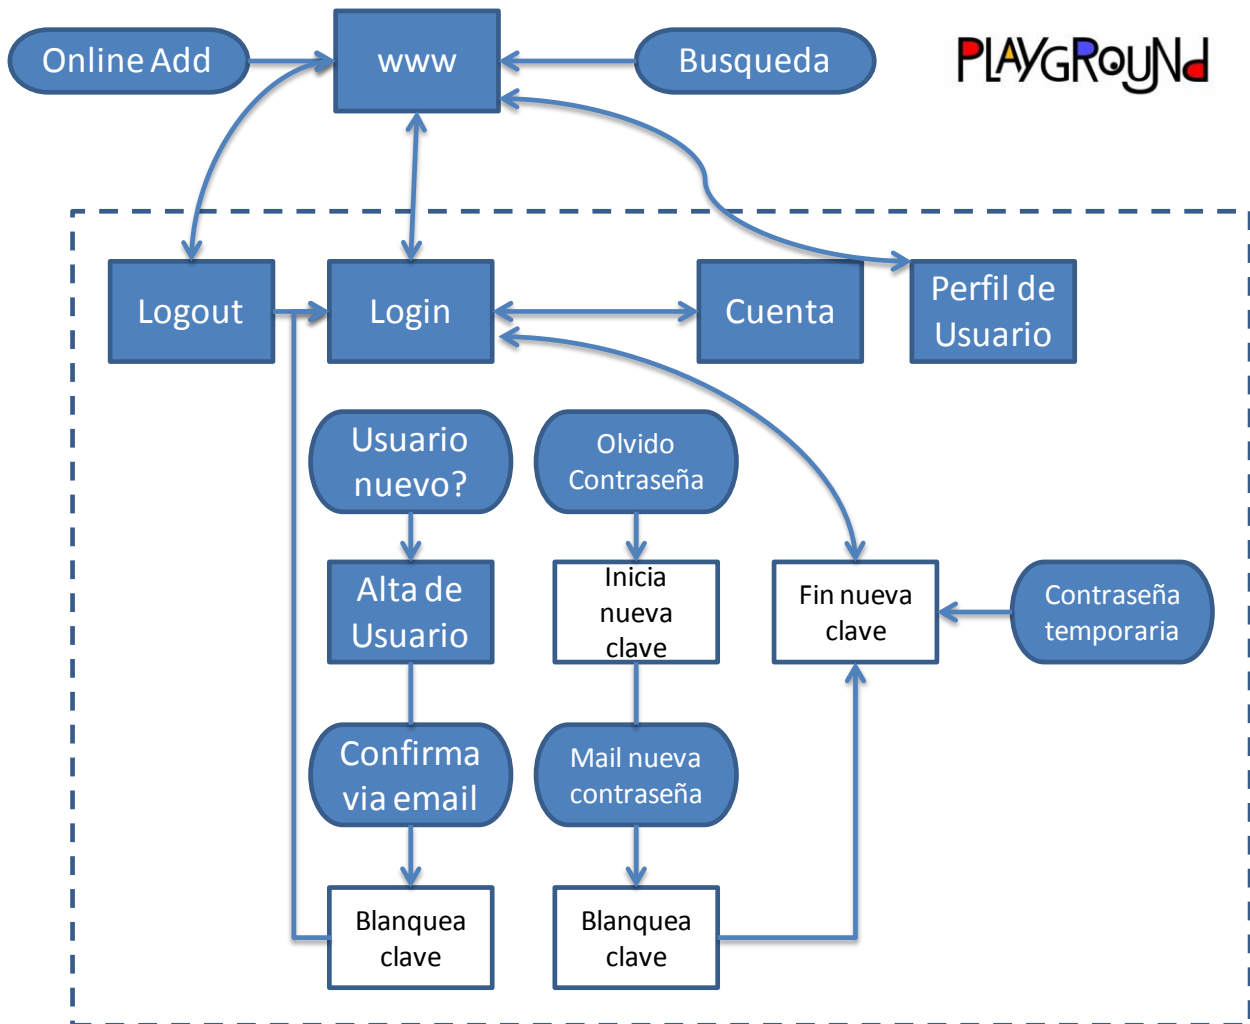 Online Add
www
Busqueda
PLAYGRouNd
Logout
Login
Cuenta
Perfil de
Usuario
Usuario
nuevo?
Olvido
Contraseña
Alta de
Usuario
Inicia
nueva
clave
Fin nueva
clave
Contraseña
temporaria
Confirma
via email
Mail nueva
contraseña
Blanquea
clave
Blanquea
clave